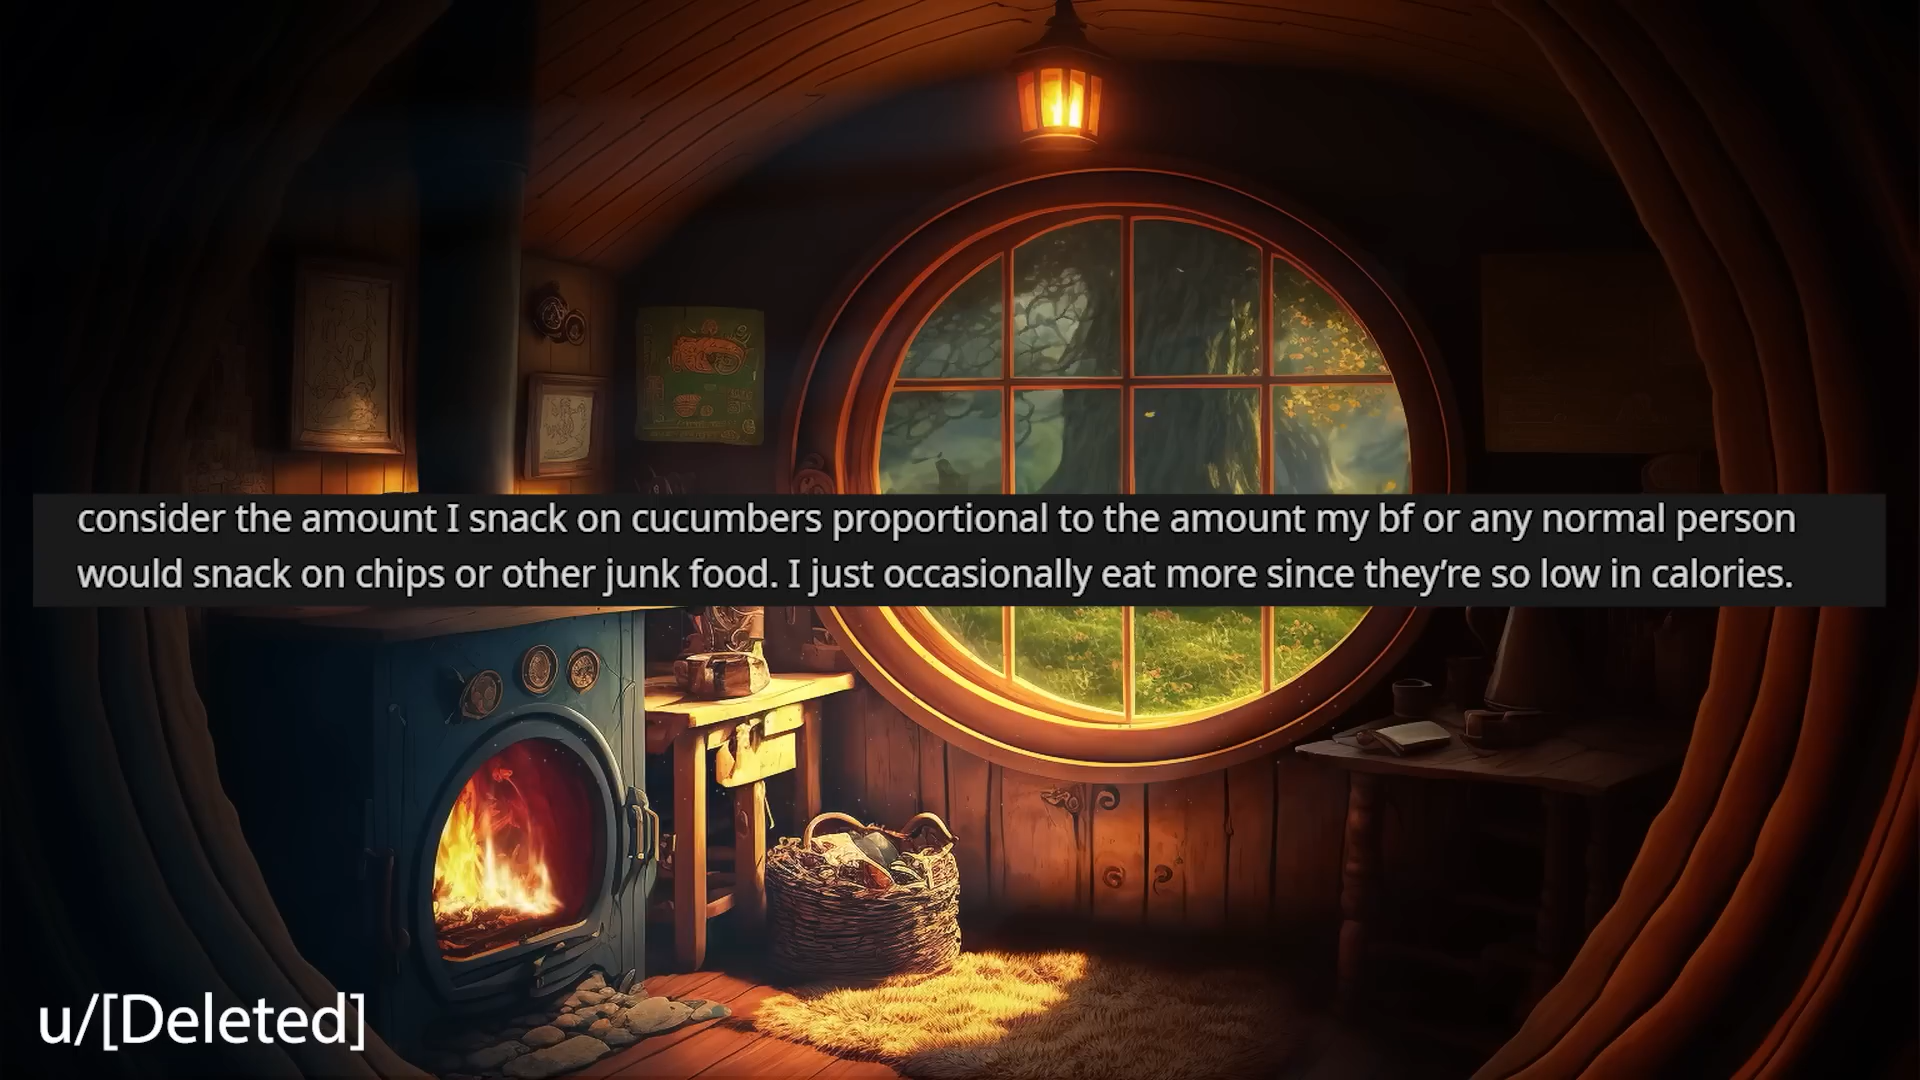 consider the amount I snack on cucumbers proportional to the amount my bf or any normal person
would snack on chips or other junk food. I just occasionally eat more since they’re so low in calories.
u/[Deleted]